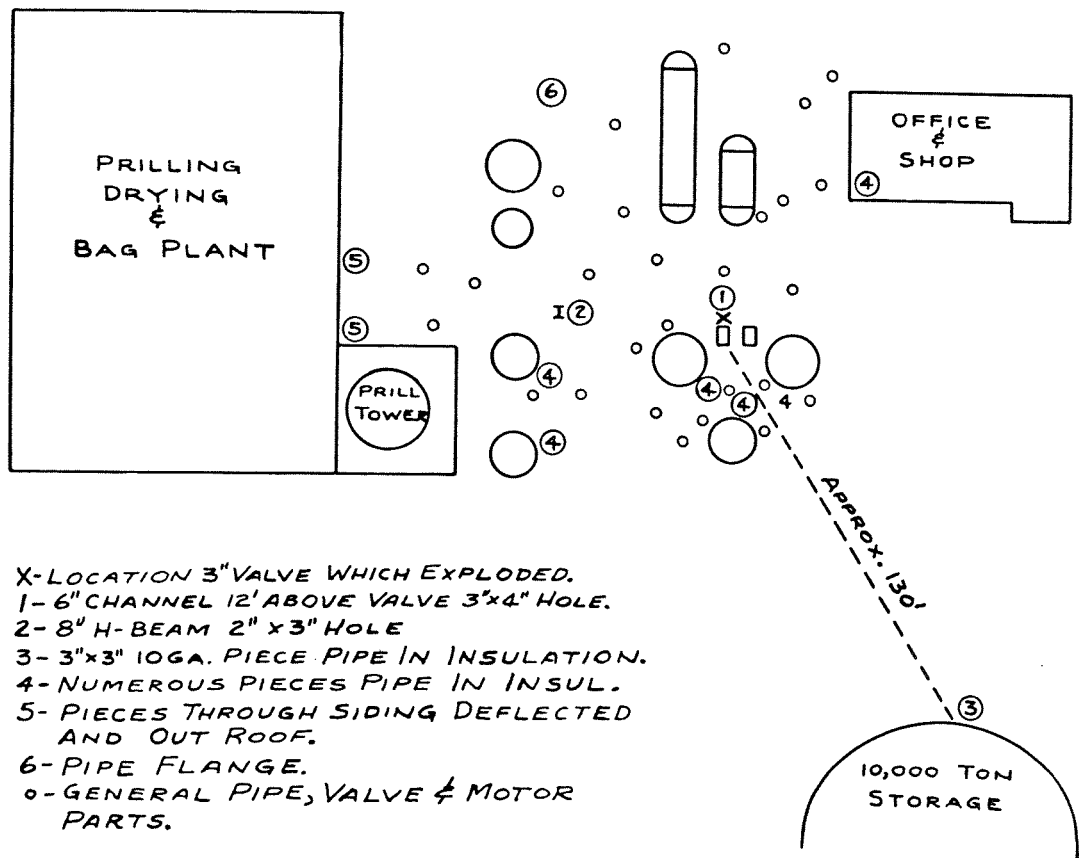 PRILLING
DRYING
&
BAG PLANT
6
OFFICE
&
SHOP
4
5
1
X
I 2
5
PRILL
TOWER
4
4
4
4
4
APPROX. 130'
X-LOCATION 3" VALVE WHICH EXPLODED.
1- 6" CHANNEL 12' ABOVE VALVE 3"x4" HOLE.
2- 8" H-BEAM 2" x 3" HOLE
3- 3"x3" 10GA. PIECE PIPE IN INSULATION.
4- NUMEROUS PIECES PIPE IN INSUL.
5- PIECES THROUGH SIDING DEFLECTED
AND OUT ROOF.
6- PIPE FLANGE.
o- GENERAL PIPE, VALVE & MOTOR
PARTS.
3
10,000 TON
STORAGE